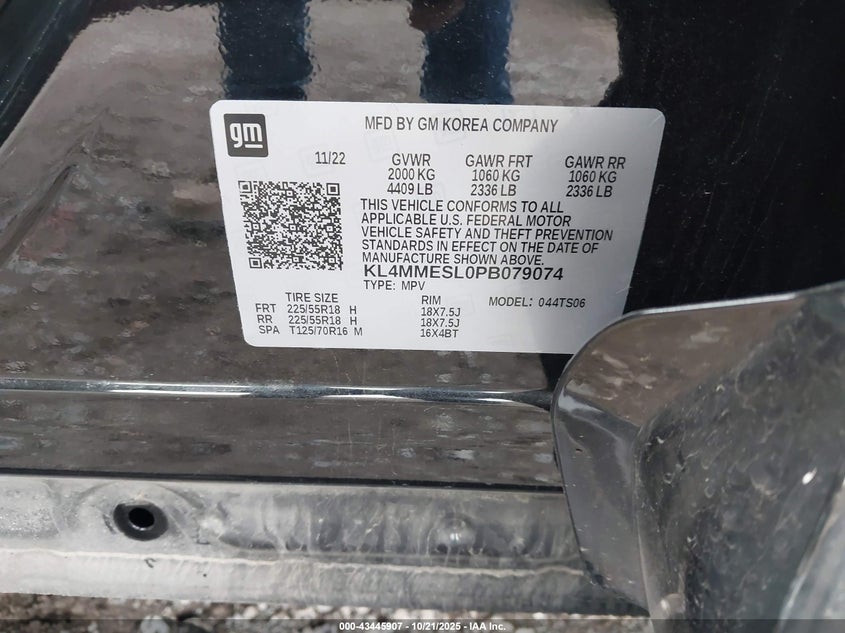 gm
MFD BY GM KOREA COMPANY
11/22 GVWR GAWR FRT GAWR RR
2000 KG 1060 KG 1060 KG
4409 LB 2336 LB 2336 LB
THIS VEHICLE CONFORMS TO ALL
APPLICABLE U.S. FEDERAL MOTOR
VEHICLE SAFETY AND THEFT PREVENTION
STANDARDS IN EFFECT ON THE DATE OF
MANUFACTURE SHOWN ABOVE.
KL4MMESL0PB079074
TYPE: MPV MODEL: 044TS06
TIRE SIZE RIM
FRT 225/55R18 H 18X7.5J
RR 225/55R18 H 18X7.5J
SPA T125/70R16 M 16X4BT
000-43445907 - 10/21/2025 - IAA Inc.